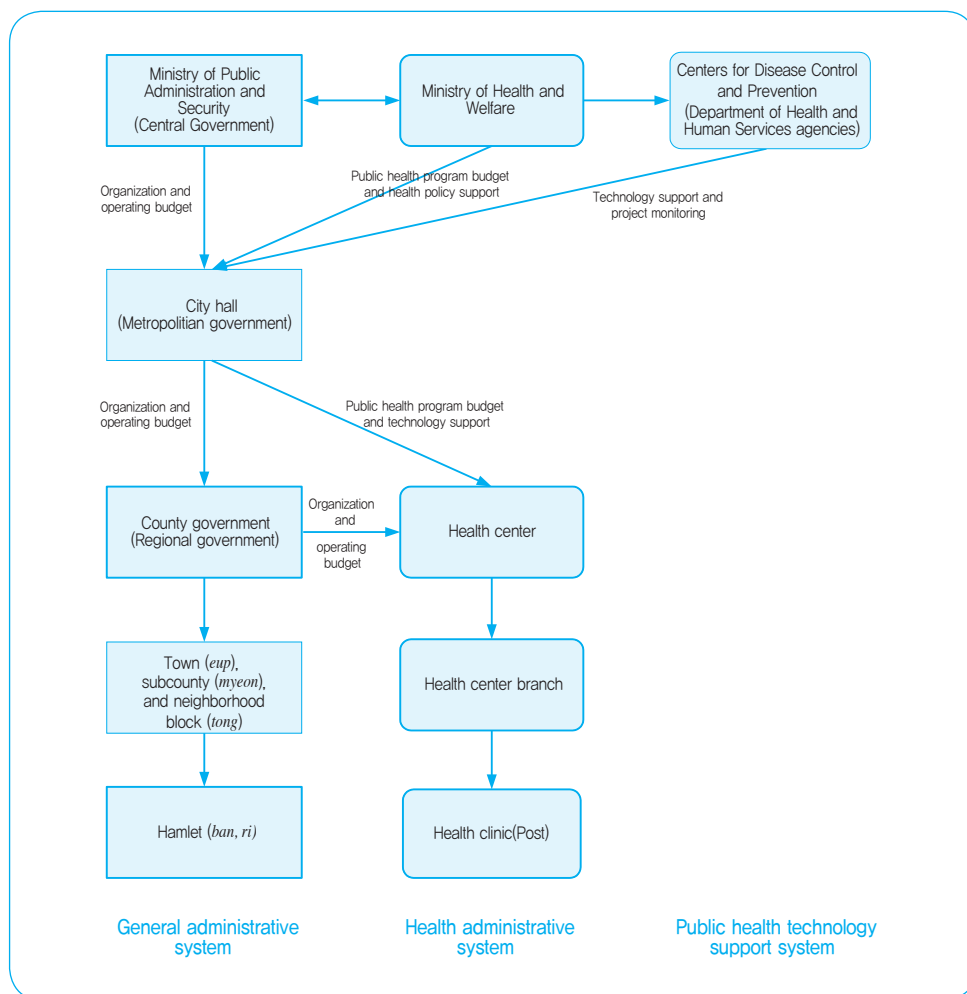 Ministry of Public
Administration and
Security
(Central Government)
Ministry of Health and
Welfare
Centers for Disease Control
and Prevention
(Department of Health and
Human Services agencies)
Organization and
operating budget
Public health program budget
and health policy support
Technology support and
project monitoring
City hall
(Metropolitian government)
Organization and
operating budget
Public health program budget
and technology support
County government
(Regional government)
Organization
and
operating
budget
Health center
Town (eup),
subcounty (myeon),
and neighborhood
block (tong)
Health center branch
Hamlet (ban, ri)
Health clinic(Post)
General administrative
system
Health administrative
system
Public health technology
support system